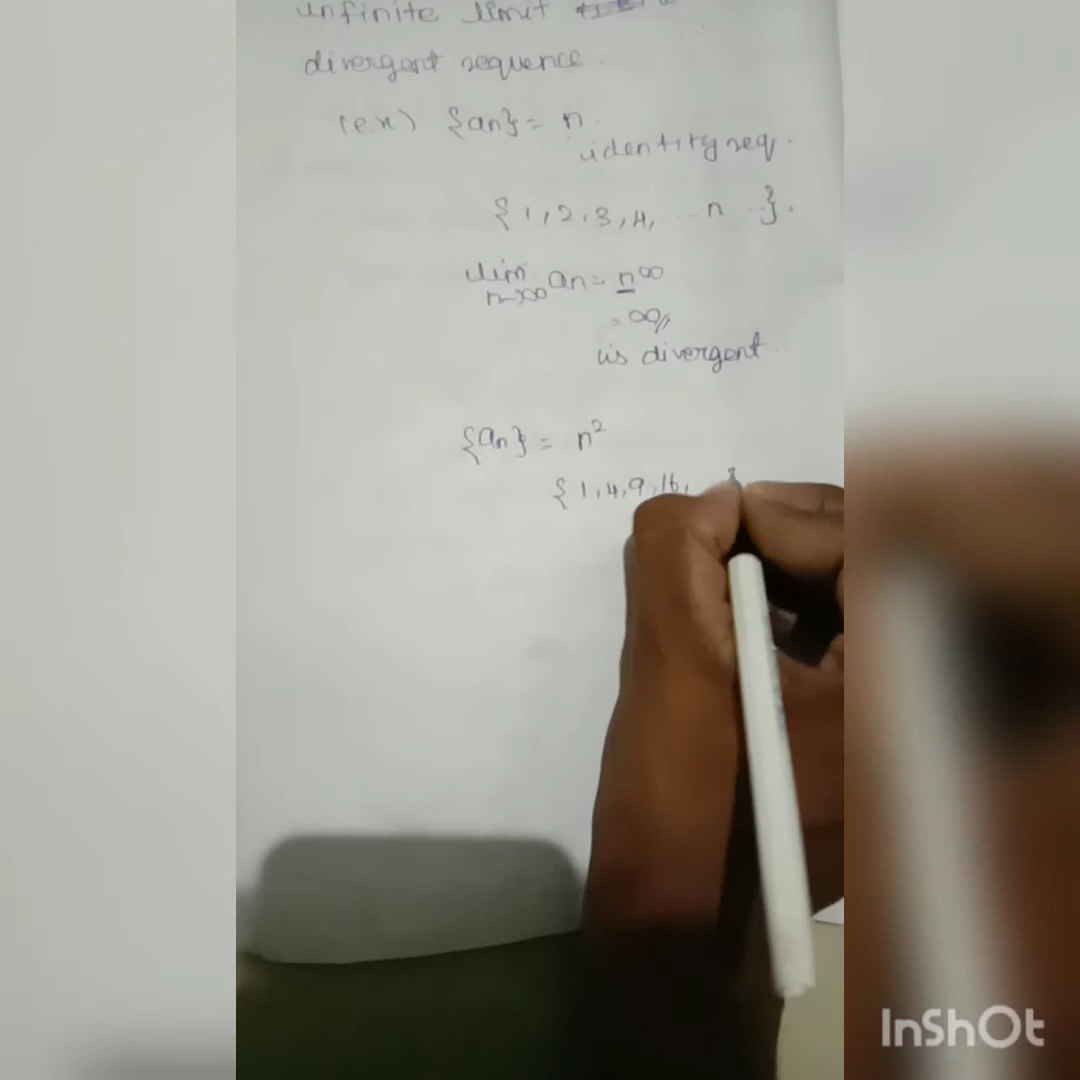 infinite limit
divergent sequence.
(ex) {an} = n.
identity seq.
{ 1, 2, 3, 4, ... n ... }.
lim an = n ∞
n→∞
= ∞//
is divergent.
{an} = n²
{ 1, 4, 9, 16,
InShOt